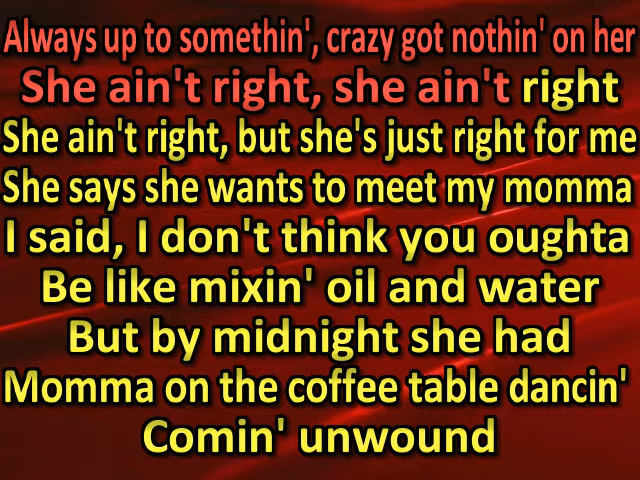 Always up to somethin', crazy got nothin' on her
She ain't right, she ain't right
She ain't right, but she's just right for me
She says she wants to meet my momma
I said, I don't think you oughta
Be like mixin' oil and water
But by midnight she had
Momma on the coffee table dancin'
Comin' unwound